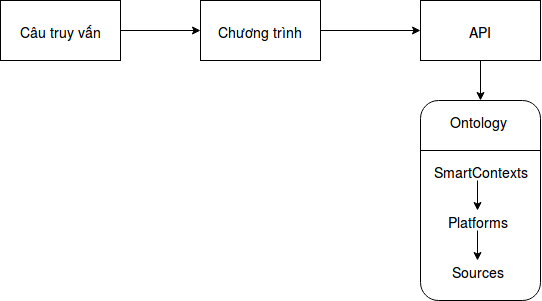 Câu truy vấn
Chương trình
API
Ontology
SmartContexts
Platforms
Sources